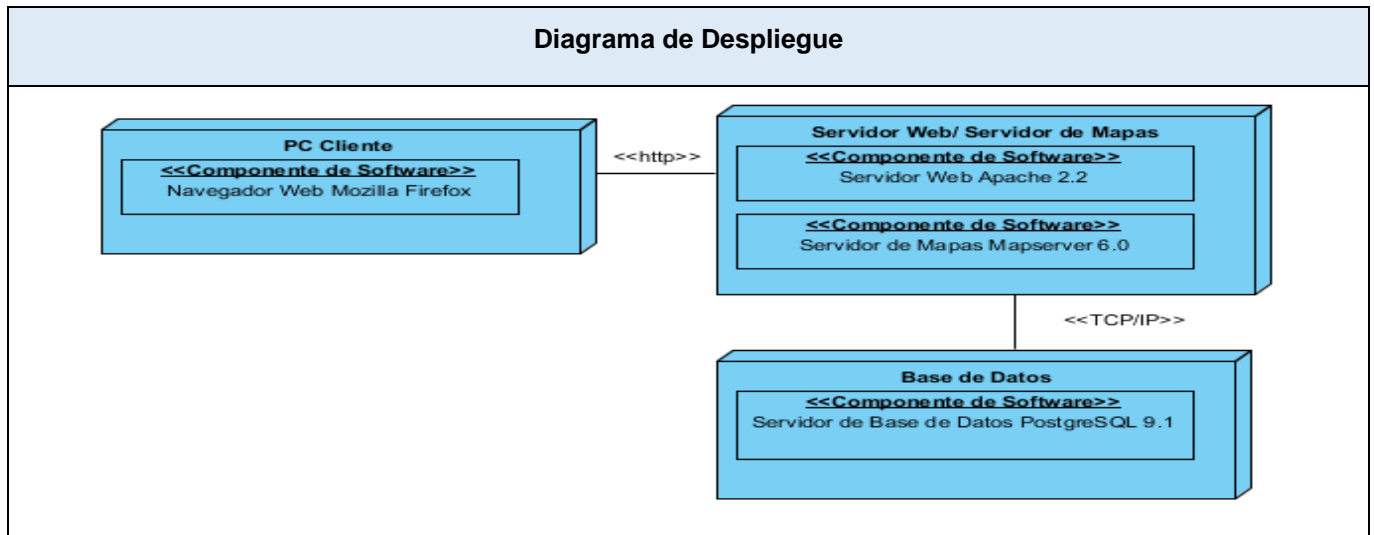 Diagrama de Despliegue
PC Cliente
<<Componente de Software>>
Navegador Web Mozilla Firefox
<<http>>
Servidor Web/ Servidor de Mapas
<<Componente de Software>>
Servidor Web Apache 2.2
<<Componente de Software>>
Servidor de Mapas Mapserver 6.0
<<TCP/IP>>
Base de Datos
<<Componente de Software>>
Servidor de Base de Datos PostgreSQL 9.1